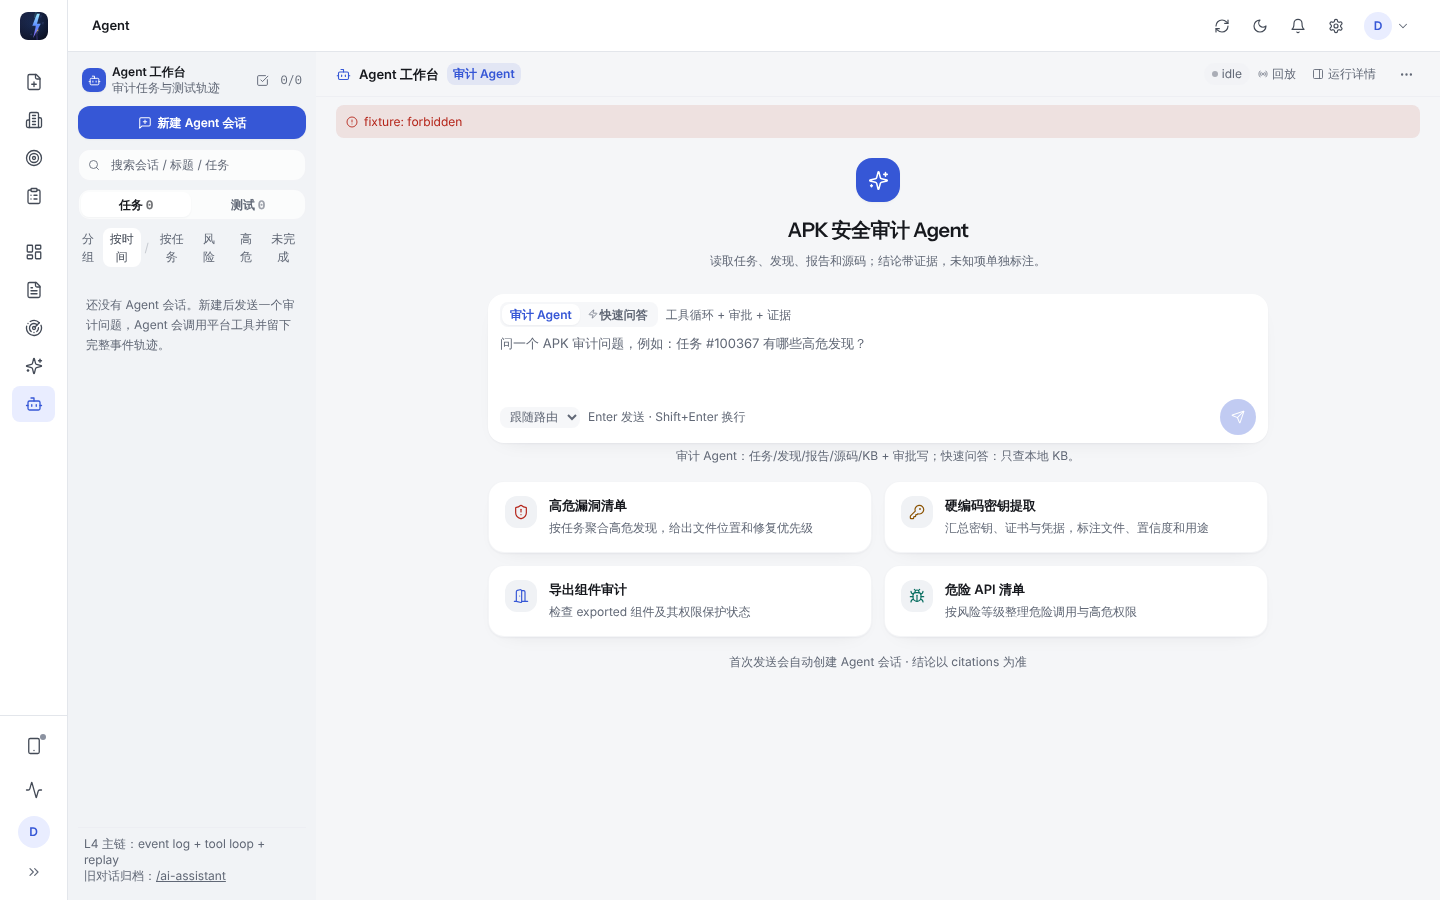 Agent
D
Agent 工作台
审计任务与测试轨迹
0/0
新建 Agent 会话
搜索会话 / 标题 / 任务
任务 0
测试 0
分组
按时间
/
按任务
风险
高危
未完成
还没有 Agent 会话。新建后发送一个审
计问题，Agent 会调用平台工具并留下
完整事件轨迹。
L4 主链：event log + tool loop +
replay
旧对话归档：/ai-assistant
D
Agent 工作台
审计 Agent
idle
回放
运行详情
fixture: forbidden
APK 安全审计 Agent
读取任务、发现、报告和源码；结论带证据，未知项单独标注。
审计 Agent
快速问答
工具循环 + 审批 + 证据
问一个 APK 审计问题，例如：任务 #100367 有哪些高危发现？
跟随路由
Enter 发送 · Shift+Enter 换行
审计 Agent：任务/发现/报告/源码/KB + 审批写；快速问答：只查本地 KB。
高危漏洞清单
按任务聚合高危发现，给出文件位置和修复优先级
硬编码密钥提取
汇总密钥、证书与凭据，标注文件、置信度和用途
导出组件审计
检查 exported 组件及其权限保护状态
危险 API 清单
按风险等级整理危险调用与高危权限
首次发送会自动创建 Agent 会话 · 结论以 citations 为准